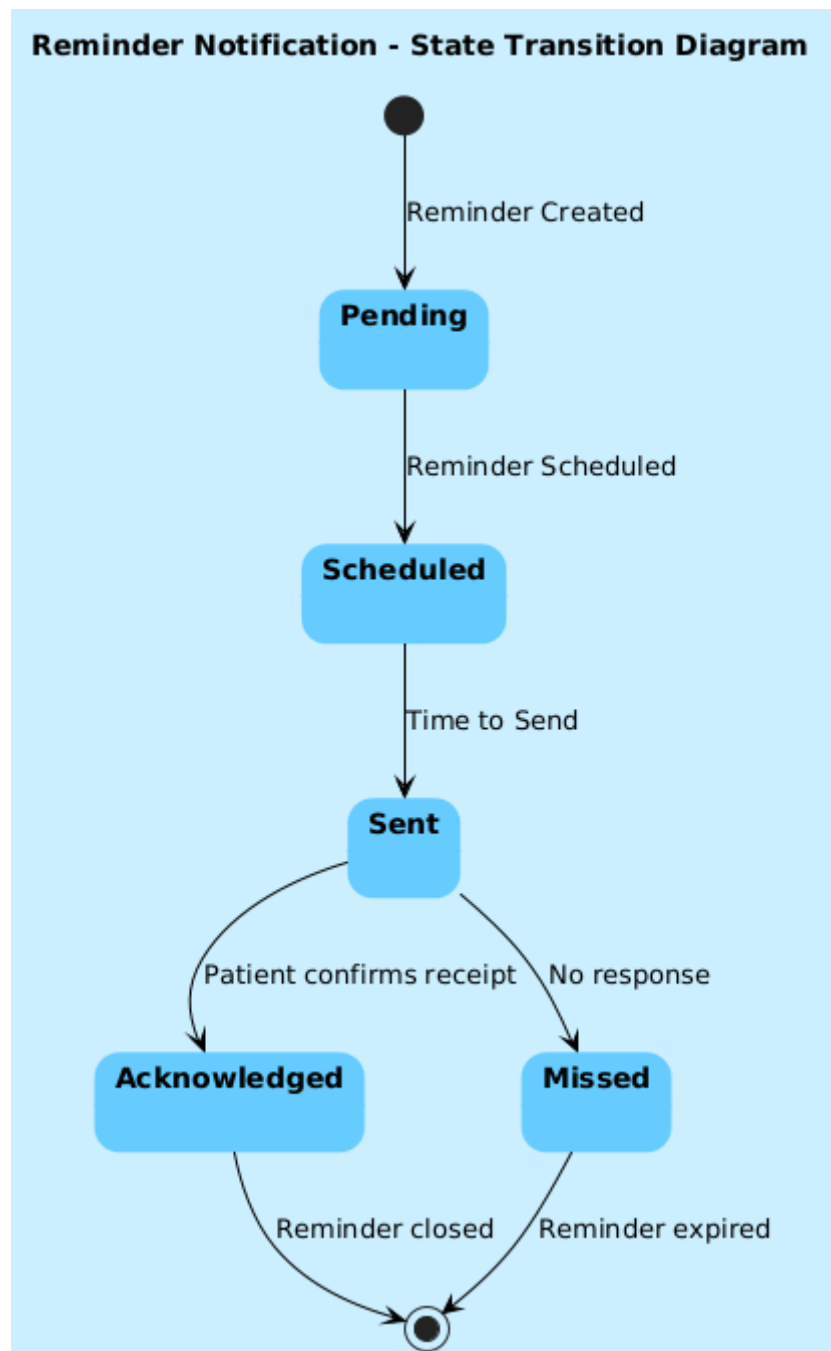 Reminder Notification - State Transition Diagram
Reminder Created
Pending
Reminder Scheduled
Scheduled
Time to Send
Sent
Patient confirms receipt
No response
Acknowledged
Missed
Reminder closed
Reminder expired